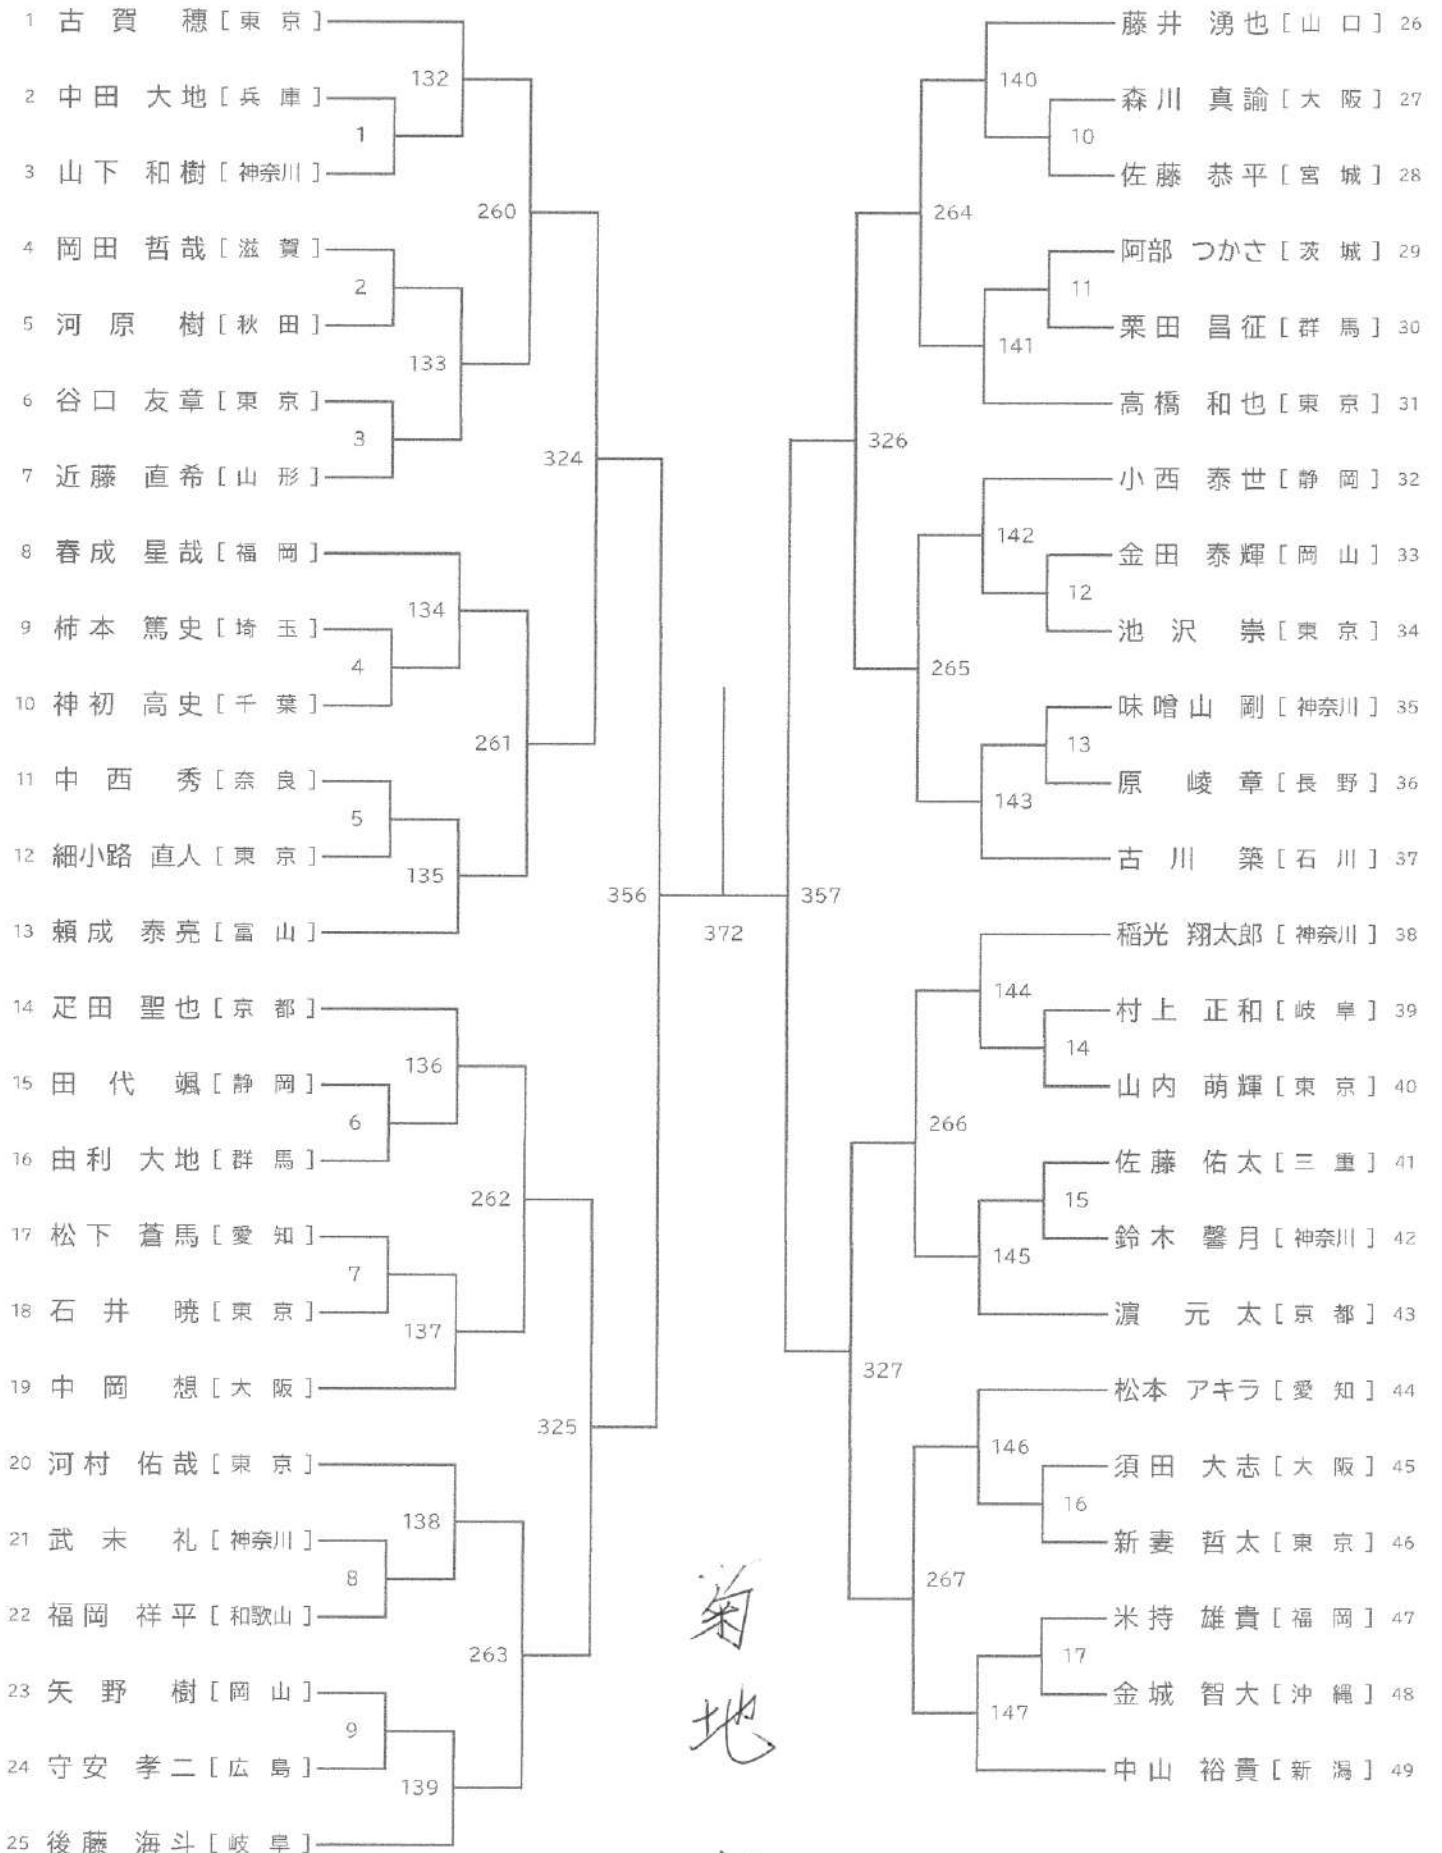 1 古賀 穂 [東 京]
132
2 中田 大地 [兵 庫]
1
3 山下 和樹 [神奈川]
260
4 岡田 哲哉 [滋 賀]
2
5 河原 樹 [秋 田]
133
6 谷口 友章 [東 京]
3
7 近藤 直希 [山 形]
324
8 春成 星哉 [福 岡]
134
9 柿本 篤史 [埼 玉]
4
10 神初 高史 [千 葉]
261
11 中西 秀 [奈 良]
5
12 細小路 直人 [東 京]
135
13 頼成 泰亮 [富 山]
356
372
14 疋田 聖也 [京 都]
136
15 田代 颯 [静 岡]
6
16 由利 大地 [群 馬]
262
17 松下 蒼馬 [愛 知]
7
18 石井 暁 [東 京]
137
19 中岡 想 [大 阪]
325
20 河村 佑哉 [東 京]
138
21 武末 礼 [神奈川]
8
22 福岡 祥平 [和歌山]
263
23 矢野 樹 [岡 山]
9
24 守安 孝二 [広 島]
139
25 後藤 海斗 [岐 阜]
藤井 湧也 [山 口] 26
140
森川 真諭 [大 阪] 27
10
佐藤 恭平 [宮 城] 28
264
阿部 つかさ [茨 城] 29
11
栗田 昌征 [群 馬] 30
141
高橋 和也 [東 京] 31
326
小西 泰世 [静 岡] 32
142
金田 泰輝 [岡 山] 33
12
池沢 崇 [東 京] 34
265
味噌山 剛 [神奈川] 35
13
原 崚章 [長 野] 36
143
古川 築 [石 川] 37
357
稲光 翔太郎 [神奈川] 38
144
村上 正和 [岐 阜] 39
14
山内 萌輝 [東 京] 40
266
佐藤 佑太 [三 重] 41
15
鈴木 馨月 [神奈川] 42
145
濵 元太 [京 都] 43
327
松本 アキラ [愛 知] 44
146
須田 大志 [大 阪] 45
16
新妻 哲太 [東 京] 46
267
米持 雄貴 [福 岡] 47
17
金城 智大 [沖 縄] 48
147
中山 裕貴 [新 潟] 49
菊地